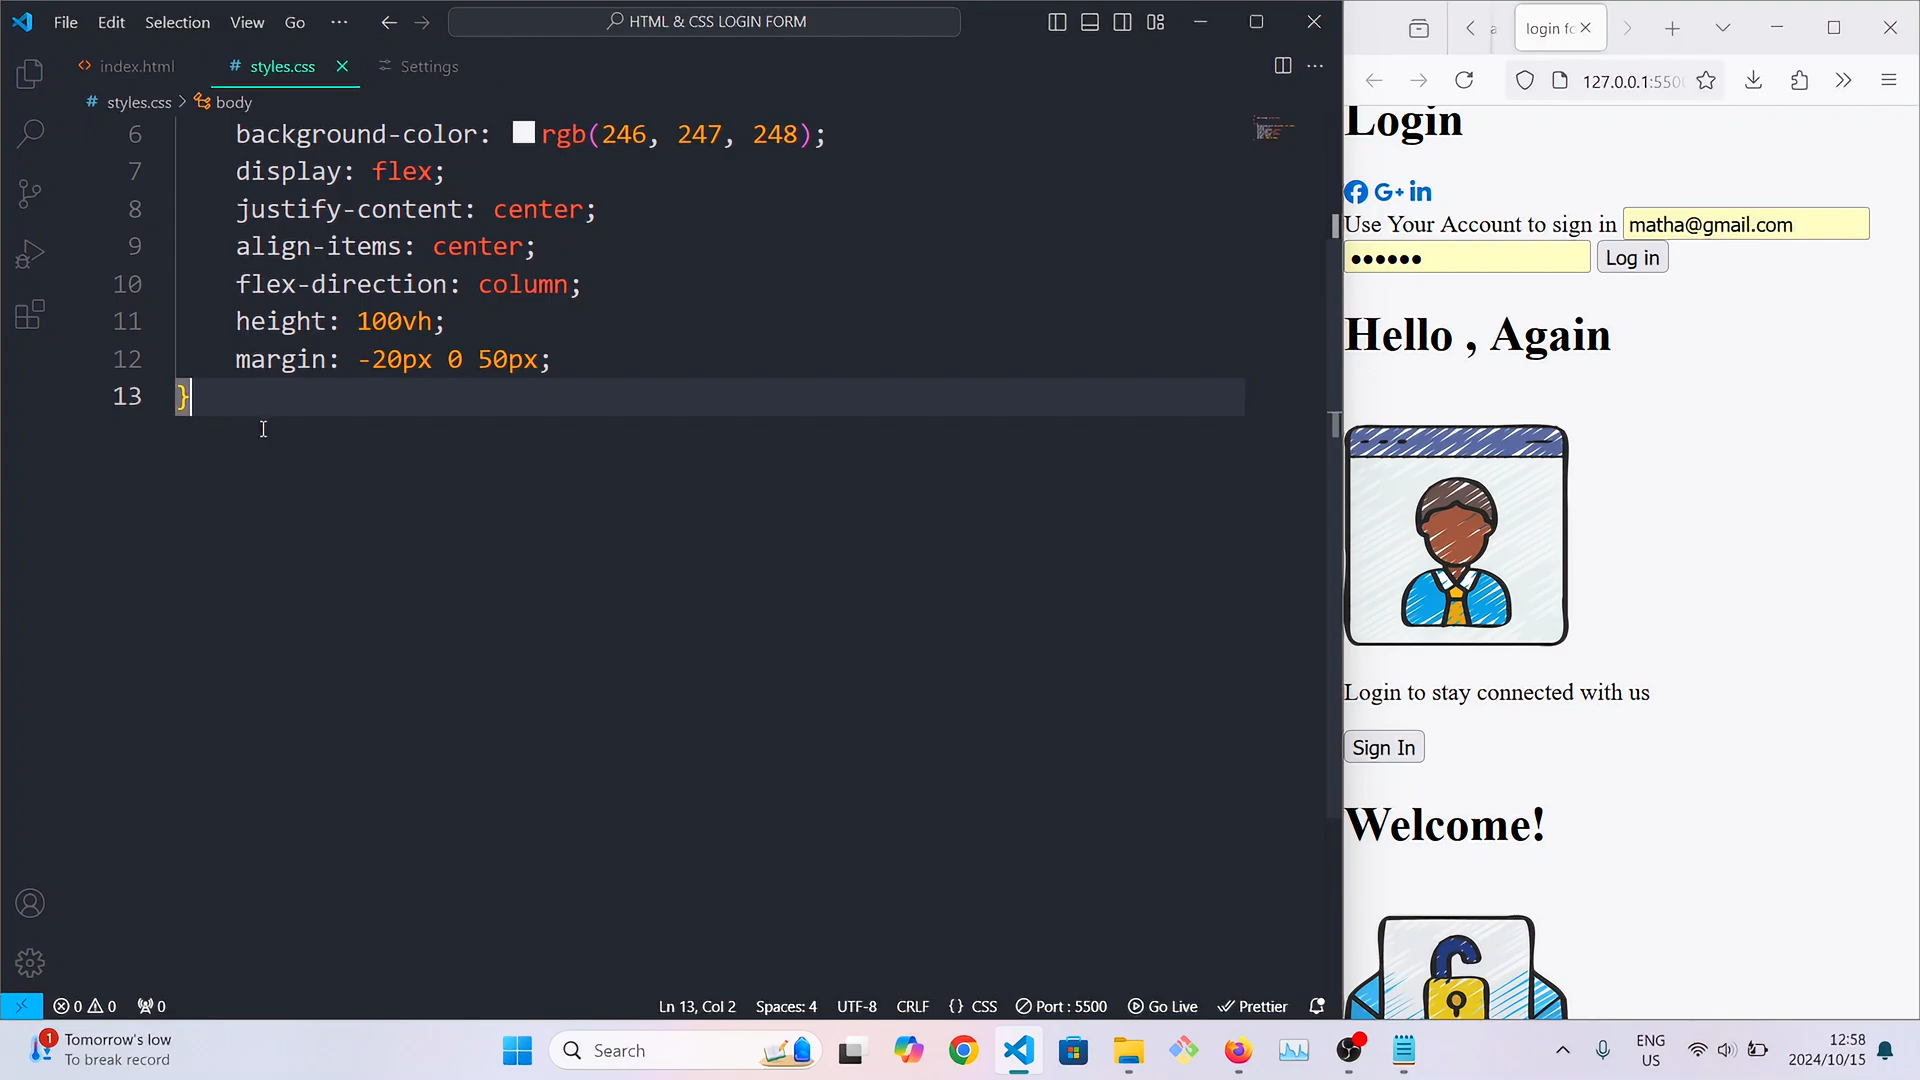 File Edit Selection View Go ··· HTML & CSS LOGIN FORM
index.html # styles.css Settings
# styles.css > body
6 background-color: rgb(246, 247, 248);
7 display: flex;
8 justify-content: center;
9 align-items: center;
10 flex-direction: column;
11 height: 100vh;
12 margin: -20px 0 50px;
13 }
0 0 0 Ln 13, Col 2 Spaces: 4 UTF-8 CRLF {} CSS Port : 5500 Go Live Prettier
login fo
127.0.0.1:5500
Login
G+ in
Use Your Account to sign in matha@gmail.com
•••••• Log in
Hello , Again
Login to stay connected with us
Sign In
Welcome!
1 Tomorrow's low
To break record
Search
ENG
US
12:58
2024/10/15